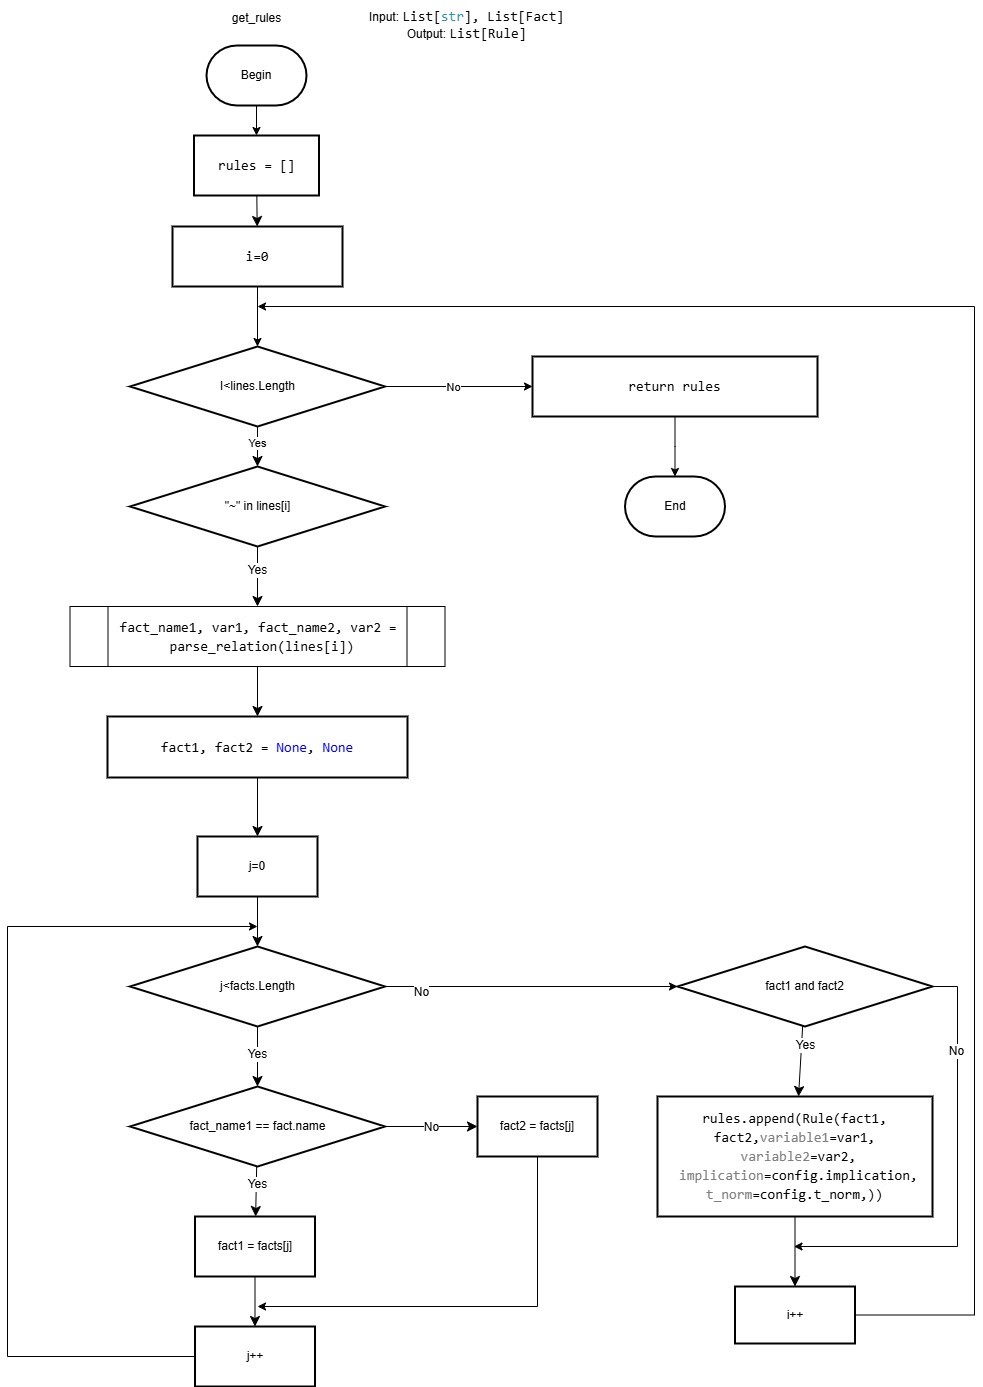 get_rules
Input: List[str], List[Fact]
Output: List[Rule]
Begin
rules = []
i=0
I<lines.Length
No
return rules
Yes
"~" in lines[i]
End
Yes
fact_name1, var1, fact_name2, var2 =
parse_relation(lines[i])
fact1, fact2 = None, None
j=0
j<facts.Length
No
fact1 and fact2
Yes
Yes
No
fact_name1 == fact.name
No
fact2 = facts[j]
rules.append(Rule(fact1,
fact2,variable1=var1,
variable2=var2,
implication=config.implication,
t_norm=config.t_norm,))
Yes
fact1 = facts[j]
i++
j++